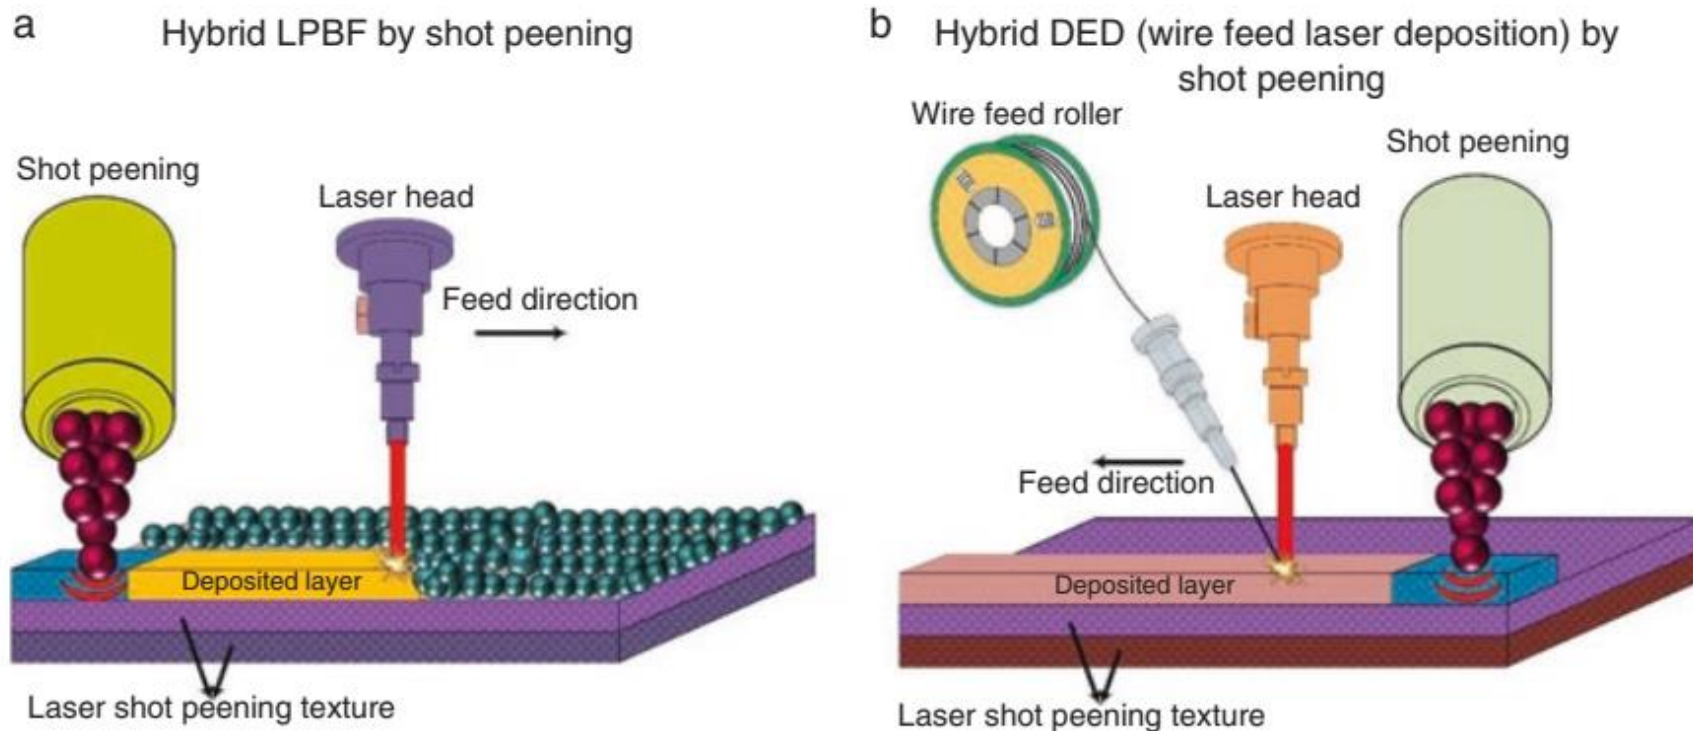 a
Hybrid LPBF by shot peening
Shot peening
Laser head
Feed direction
Deposited layer
Laser shot peening texture
b
Hybrid DED (wire feed laser deposition) by
shot peening
Wire feed roller
Shot peening
Laser head
Feed direction
Deposited layer
Laser shot peening texture